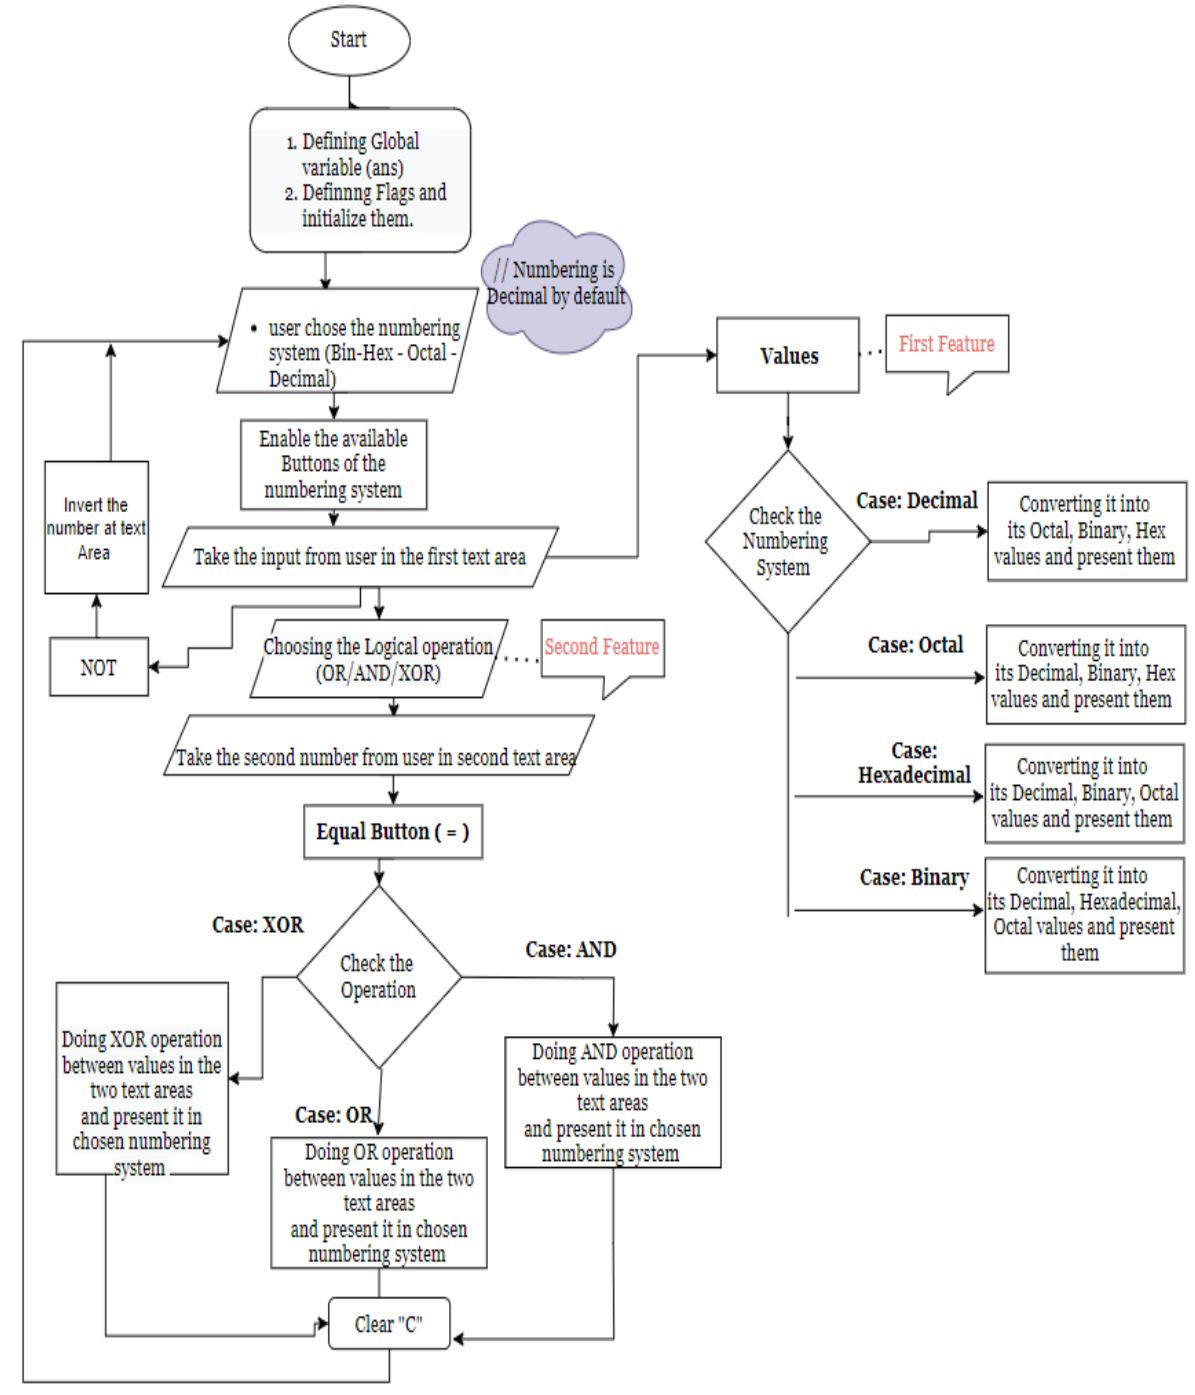 Start
1. Defining Global
variable (ans)
2. Definnng Flags and
initialize them.
// Numbering is
Decimal by default
• user chose the numbering
system (Bin-Hex - Octal -
Decimal)
Enable the available
Buttons of the
numbering system
Take the input from user in the first text area
Invert the
number at text
Area
NOT
Choosing the Logical operation
(OR/AND/XOR)
Second Feature
Take the second number from user in second text area
Equal Button ( = )
Check the
Operation
Case: XOR
Case: AND
Case: OR
Doing XOR operation
between values in the
two text areas
and present it in
chosen numbering
system
Doing OR operation
between values in the two
text areas
and present it in chosen
numbering system
Doing AND operation
between values in the two
text areas
and present it in chosen
numbering system
Clear "C"
Values
First Feature
Check the
Numbering
System
Case: Decimal
Converting it into
its Octal, Binary, Hex
values and present them
Case: Octal
Converting it into
its Decimal, Binary, Hex
values and present them
Case:
Hexadecimal
Converting it into
its Decimal, Binary, Octal
values and present them
Case: Binary
Converting it into
its Decimal, Hexadecimal,
Octal values and present
them